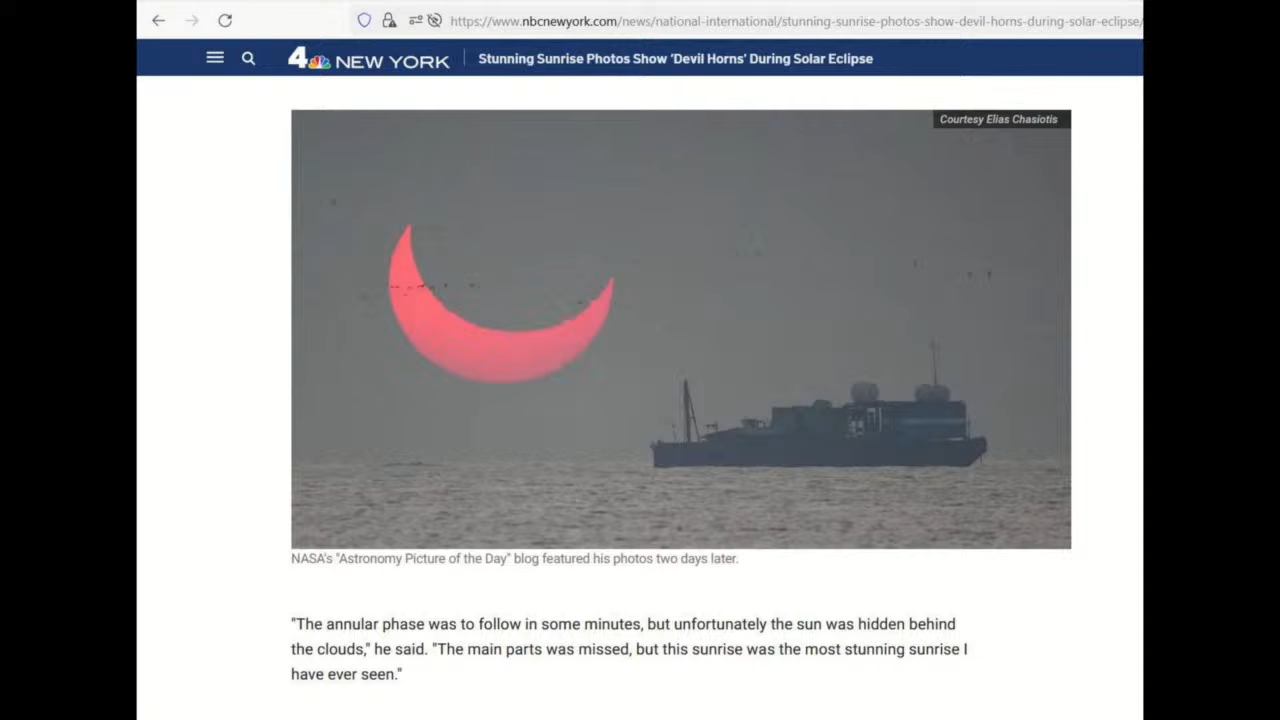 https://www.nbcnewyork.com/news/national-international/stunning-sunrise-photos-show-devil-horns-during-solar-eclipse/
4 NEW YORK Stunning Sunrise Photos Show 'Devil Horns' During Solar Eclipse
Courtesy Elias Chasiotis
NASA's "Astronomy Picture of the Day" blog featured his photos two days later.
"The annular phase was to follow in some minutes, but unfortunately the sun was hidden behind
the clouds," he said. "The main parts was missed, but this sunrise was the most stunning sunrise I
have ever seen."